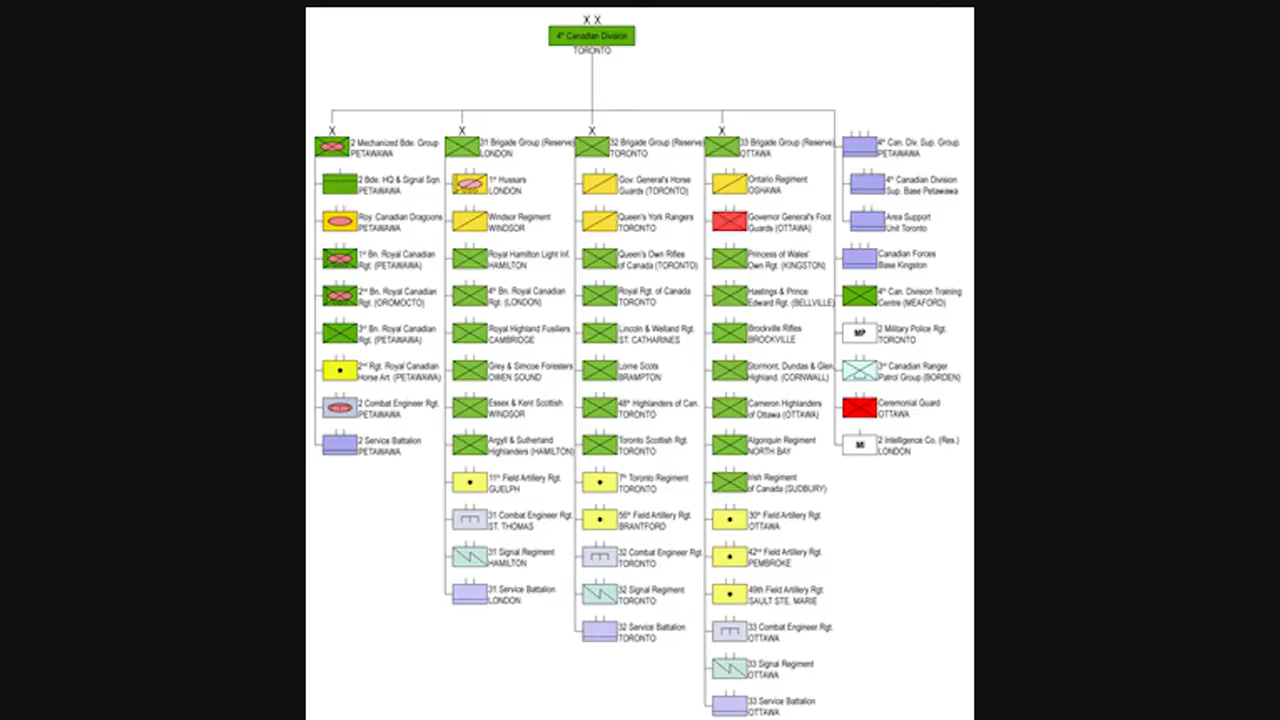 X X
4th Canadian Division
TORONTO
X
2 Mechanized Bde. Group
PETAWAWA
2 Bde. HQ & Signal Sqn.
PETAWAWA
Roy. Canadian Dragoons
PETAWAWA
1st Bn. Royal Canadian
Rgt. (PETAWAWA)
2nd Bn. Royal Canadian
Rgt. (OROMOCTO)
3rd Bn. Royal Canadian
Rgt. (PETAWAWA)
2nd Rgt. Royal Canadian
Horse Art. (PETAWAWA)
2 Combat Engineer Rgt.
PETAWAWA
2 Service Battalion
PETAWAWA
X
31 Brigade Group (Reserve)
LONDON
1st Hussars
LONDON
Windsor Regiment
WINDSOR
Royal Hamilton Light Inf.
HAMILTON
4th Bn. Royal Canadian
Rgt. (LONDON)
Royal Highland Fusiliers
CAMBRIDGE
Grey & Simcoe Foresters
OWEN SOUND
Essex & Kent Scottish
WINDSOR
Argyll & Sutherland
Highlanders (HAMILTON)
11th Field Artillery Rgt.
GUELPH
31 Combat Engineer Rgt.
ST. THOMAS
31 Signal Regiment
HAMILTON
31 Service Battalion
LONDON
X
32 Brigade Group (Reserve)
TORONTO
Gov. General's Horse
Guards (TORONTO)
Queen's York Rangers
TORONTO
Queen's Own Rifles
of Canada (TORONTO)
Royal Rgt. of Canada
TORONTO
Lincoln & Welland Rgt.
ST. CATHARINES
Lorne Scots
BRAMPTON
48th Highlanders of Can.
TORONTO
Toronto Scottish Rgt.
TORONTO
7th Toronto Regiment
TORONTO
56th Field Artillery Rgt.
BRANTFORD
32 Combat Engineer Rgt.
TORONTO
32 Signal Regiment
TORONTO
32 Service Battalion
TORONTO
X
33 Brigade Group (Reserve)
OTTAWA
Ontario Regiment
OSHAWA
Governor General's Foot
Guards (OTTAWA)
Princess of Wales'
Own Rgt. (KINGSTON)
Hastings & Prince
Edward Rgt. (BELLVILLE)
Brockville Rifles
BROCKVILLE
Stormont, Dundas & Glen.
Highland. (CORNWALL)
Cameron Highlanders
of Ottawa (OTTAWA)
Algonquin Regiment
NORTH BAY
Irish Regiment
of Canada (SUDBURY)
30th Field Artillery Rgt.
OTTAWA
42nd Field Artillery Rgt.
PEMBROKE
49th Field Artillery Rgt.
SAULT STE. MARIE
33 Combat Engineer Rgt.
OTTAWA
33 Signal Regiment
OTTAWA
33 Service Battalion
OTTAWA
4th Can. Div. Sup. Group.
PETAWAWA
4th Canadian Division
Sup. Base Petawawa
Area Support
Unit Toronto
Canadian Forces
Base Kingston
4th Can. Division Training
Centre (MEAFORD)
MP
2 Military Police Rgt.
TORONTO
3rd Canadian Ranger
Patrol Group (BORDEN)
Ceremonial Guard
OTTAWA
MI
2 Intelligence Co. (Res.)
LONDON